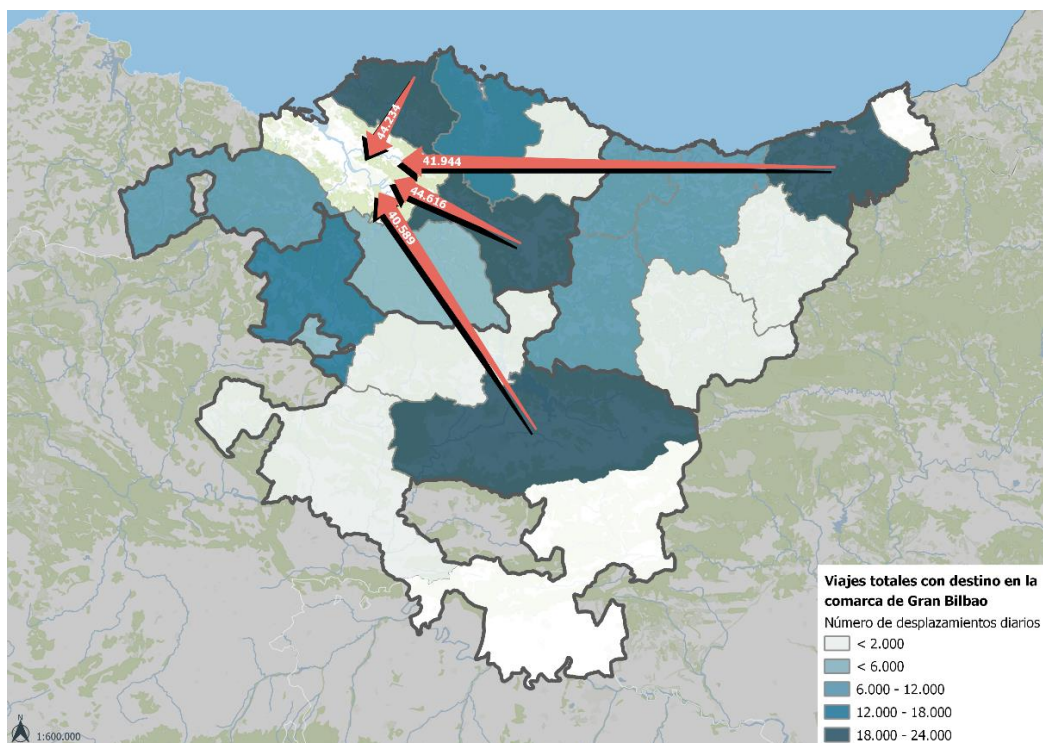 44.234
41.944
44.616
40.589
Viajes totales con destino en la
comarca de Gran Bilbao
Número de desplazamientos diarios
< 2.000
< 6.000
6.000 - 12.000
12.000 - 18.000
18.000 - 24.000
N
1:600.000